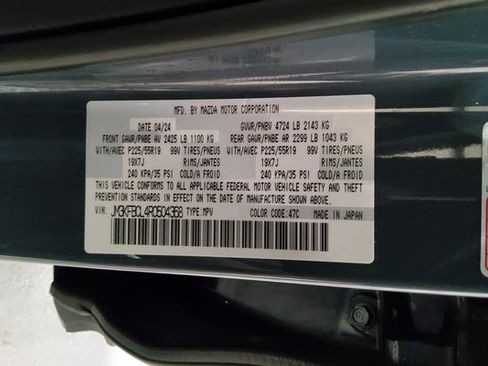 MFD. BY MAZDA MOTOR CORPORATION
DATE 04/24 GVWR/PNBV 4724 LB 2143 KG
FRONT GAWR/PNBE AV 2425 LB 1100 KG REAR GAWR/PNBE AR 2299 LB 1043 KG
WITH/AVEC P225/55R19 99V TIRES/PNEUS WITH/AVEC P225/55R19 99V TIRES/PNEUS
19X7J RIMS/JANTES 19X7J RIMS/JANTES
240 KPA/35 PSI COLD/A FROID 240 KPA/35 PSI COLD/A FROID
THIS VEHICLE CONFORMS TO ALL APPLICABLE FEDERAL MOTOR VEHICLE SAFETY AND THEFT PREVENTION
STANDARDS IN EFFECT ON THE DATE OF MANUFACTURE SHOWN ABOVE.
VIN: JM3KFBCL4R0504368 TYPE:MPV COLOR CODE:47C MADE IN JAPAN